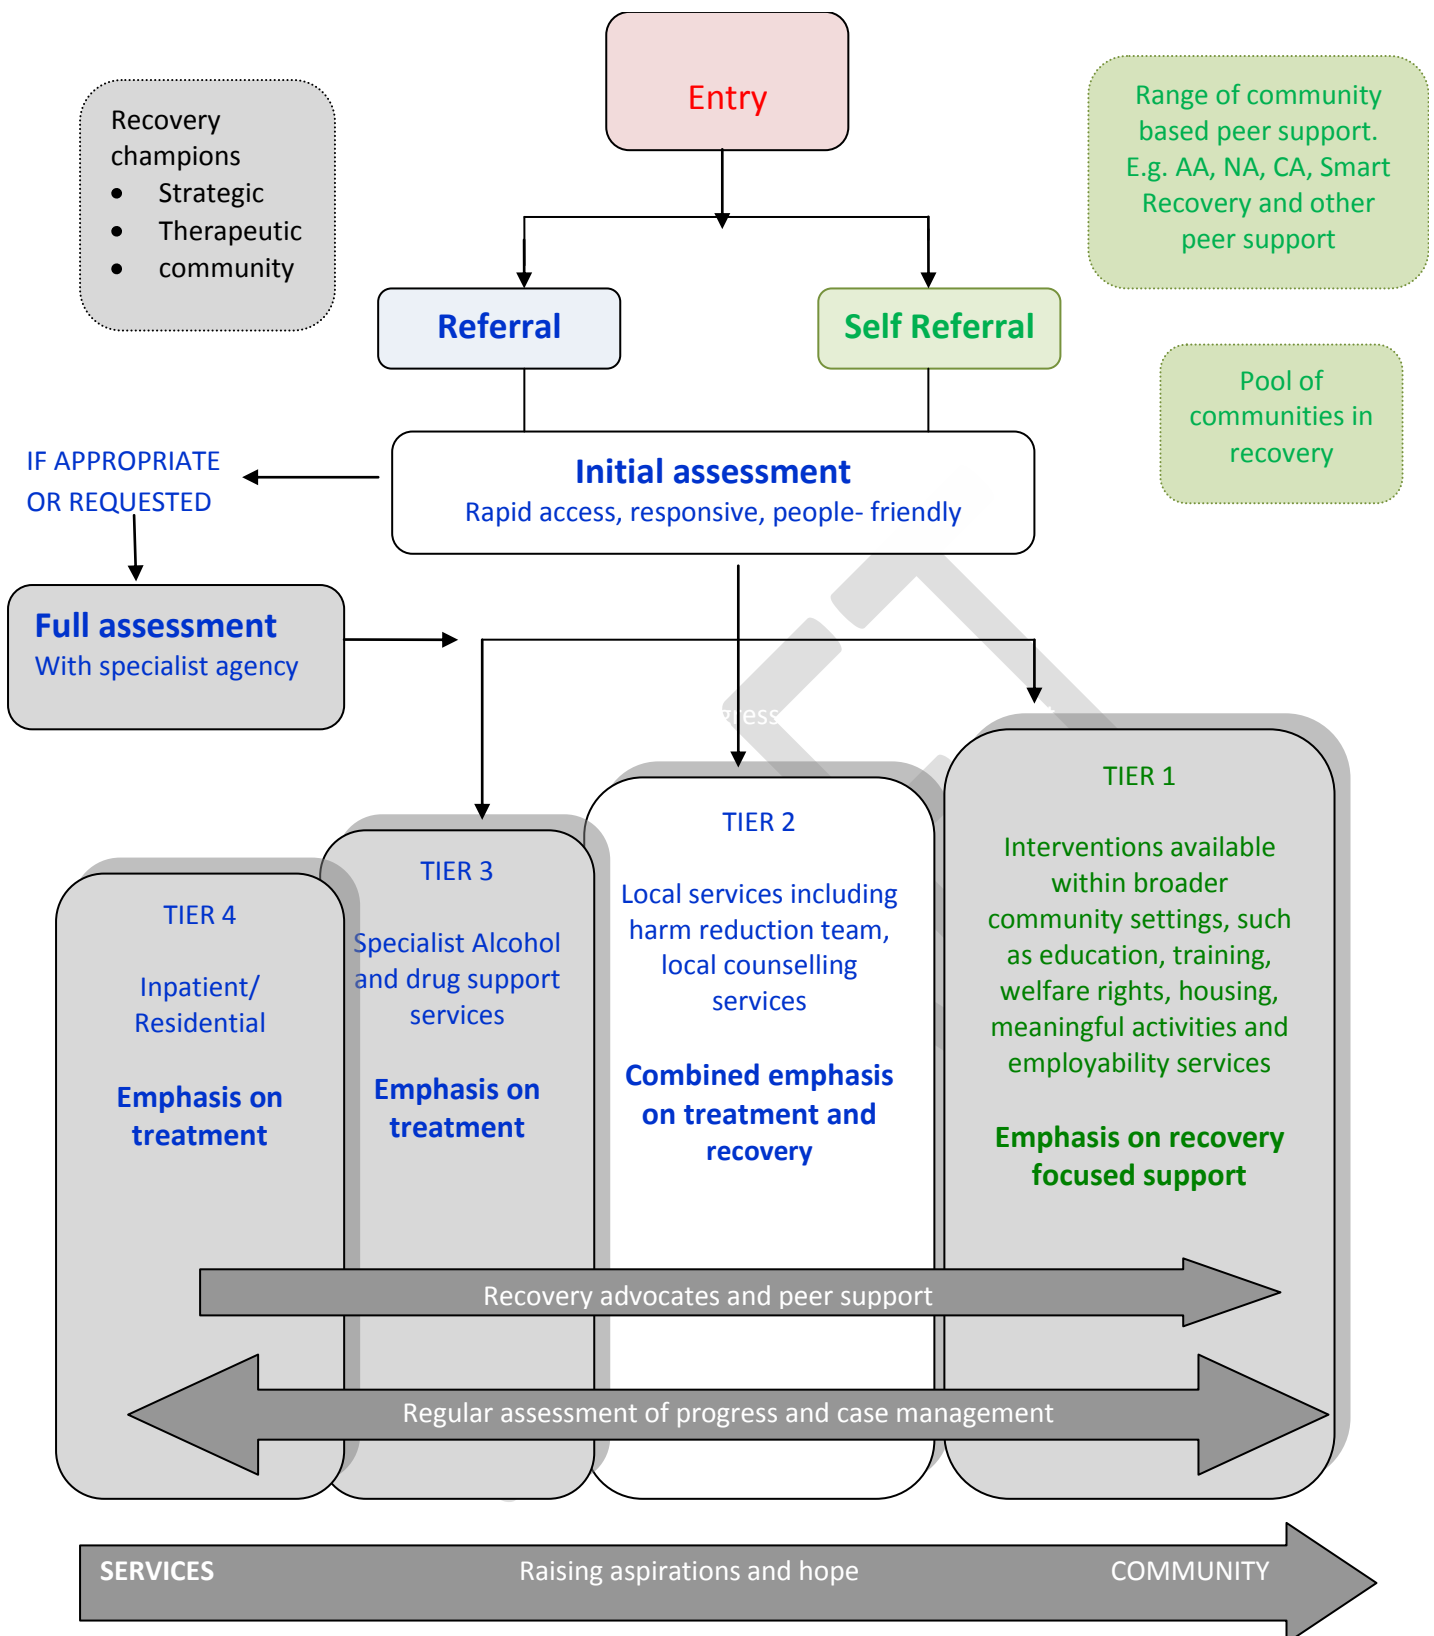 Entry
Recovery
champions
• Strategic
• Therapeutic
• community
Range of community
based peer support.
E.g. AA, NA, CA, Smart
Recovery and other
peer support
Referral
Self Referral
Pool of
communities in
recovery
IF APPROPRIATE
OR REQUESTED
Initial assessment
Rapid access, responsive, people- friendly
Full assessment
With specialist agency
gress
TIER 4
Inpatient/
Residential
Emphasis on
treatment
TIER 3
Specialist Alcohol
and drug support
services
Emphasis on
treatment
TIER 2
Local services including
harm reduction team,
local counselling
services
Combined emphasis
on treatment and
recovery
TIER 1
Interventions available
within broader
community settings, such
as education, training,
welfare rights, housing,
meaningful activities and
employability services
Emphasis on recovery
focused support
Recovery advocates and peer support
Regular assessment of progress and case management
SERVICES Raising aspirations and hope COMMUNITY